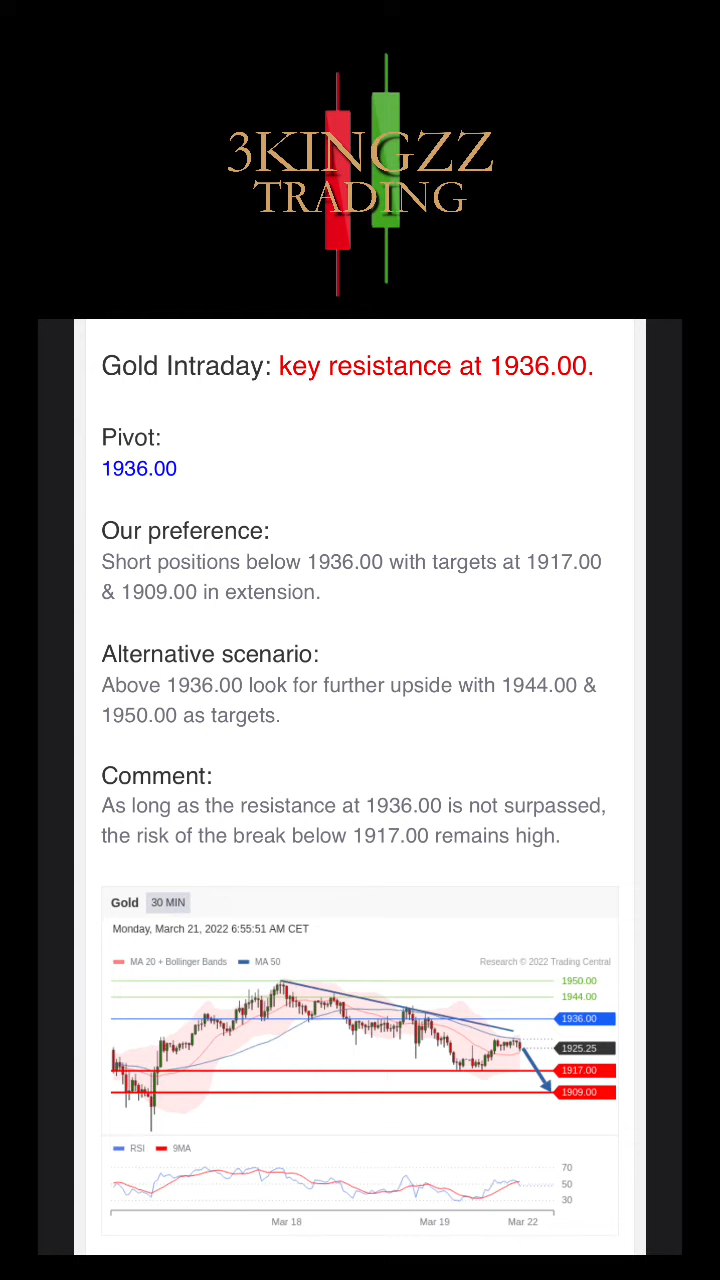 3KINGZZ
TRADING
Gold Intraday: key resistance at 1936.00.
Pivot:
1936.00
Our preference:
Short positions below 1936.00 with targets at 1917.00
& 1909.00 in extension.
Alternative scenario:
Above 1936.00 look for further upside with 1944.00 &
1950.00 as targets.
Comment:
As long as the resistance at 1936.00 is not surpassed,
the risk of the break below 1917.00 remains high.
Gold 30 MIN
Monday, March 21, 2022 6:55:51 AM CET
MA 20 + Bollinger Bands MA 50 Research © 2022 Trading Central
1950.00
1944.00
1936.00
1925.25
1917.00
1909.00
RSI 9MA
70
50
30
Mar 18 Mar 19 Mar 22